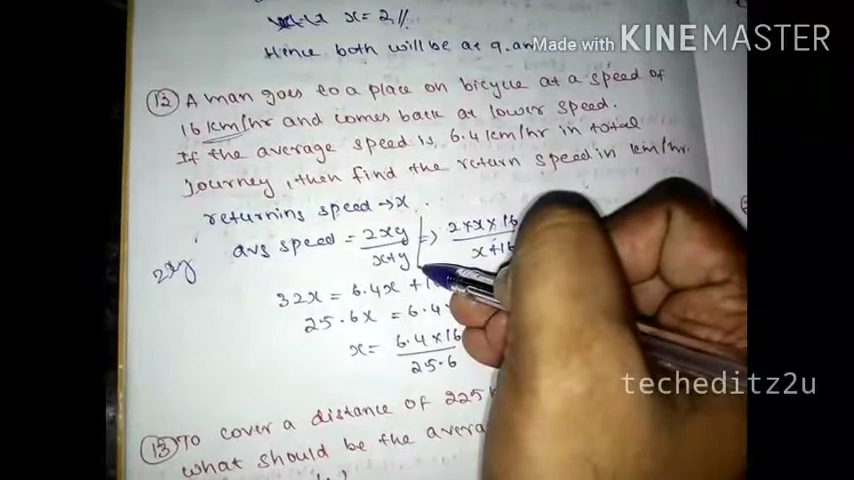 x = 2 //
Hence both will be at 9.am
Made with KINEMASTER
(12) A man goes to a place on bicycle at a speed of
16 km/hr and comes back at lower speed.
If the average speed is 6.4 km/hr in total
journey, then find the return speed in km/hr.
returning speed → x
avg speed = 2xy / x+y => 2×x×16 / x+16
2xy
32x = 6.4x +
25.6x = 6.4
x = 6.4×16 / 25.6
techeditz2u
(13) To cover a distance of 225
what should be the avera